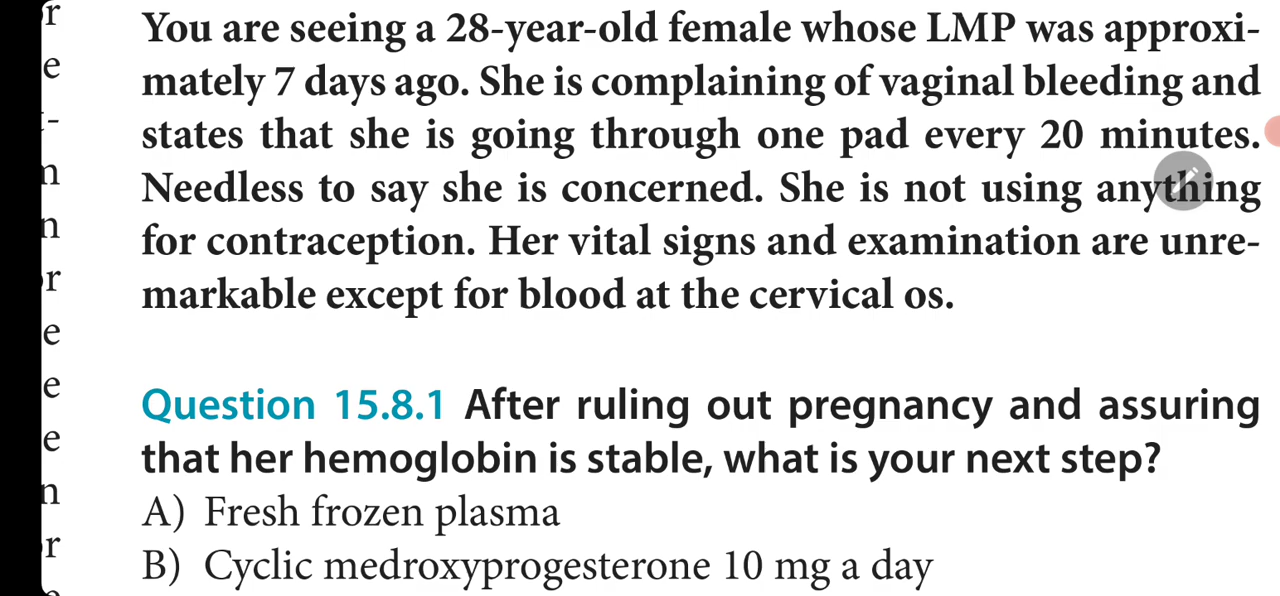 r
e
t-
n
n
r
e
e
e
n
r
You are seeing a 28-year-old female whose LMP was approxi-
mately 7 days ago. She is complaining of vaginal bleeding and
states that she is going through one pad every 20 minutes.
Needless to say she is concerned. She is not using anything
for contraception. Her vital signs and examination are unre-
markable except for blood at the cervical os.
Question 15.8.1 After ruling out pregnancy and assuring
that her hemoglobin is stable, what is your next step?
A) Fresh frozen plasma
B) Cyclic medroxyprogesterone 10 mg a day